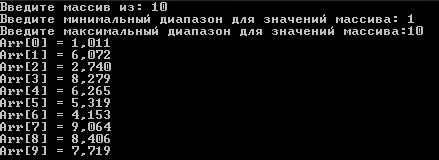 Введите массив из: 10
Введите минимальный диапазон для значений массива: 1
Введите максимальный диапазон для значений массива:10
Arr[0] = 1,011
Arr[1] = 6,072
Arr[2] = 2,740
Arr[3] = 8,279
Arr[4] = 6,265
Arr[5] = 5,319
Arr[6] = 4,153
Arr[7] = 9,064
Arr[8] = 8,406
Arr[9] = 7,719